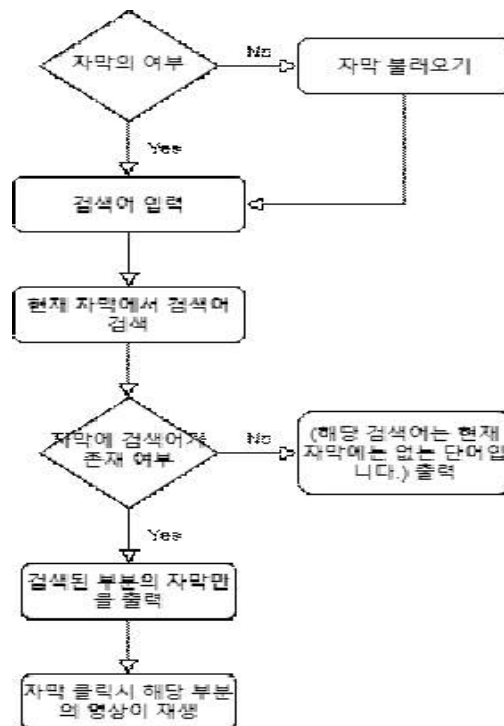 자막의 여부
No
자막 불래오기
Yes
검색어 입력
현재 자막에서 검색어
검색
자막에 검색어가
존재 여부
No
(해당 검색어는 현재
자막에는 없는 단어입
니다.) 출력
Yes
검색된 부분의 자막만
을 출력
자막 클릭시 해당 부분
의 영상이 재생